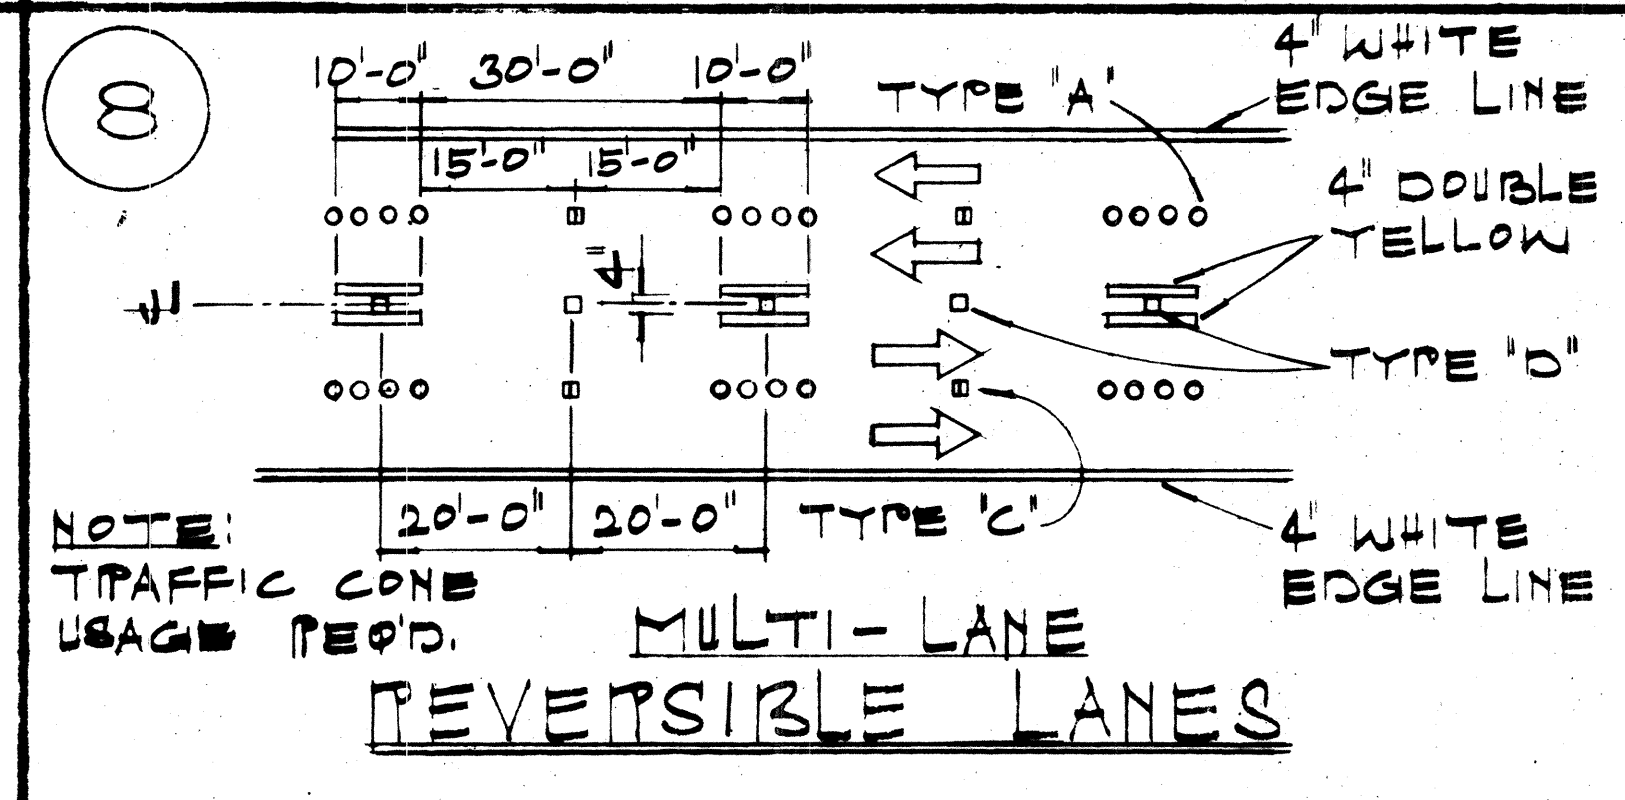 8
10'-0" 30'-0" 10'-0"
15'-0" 15'-0"
TYPE "A"
4" WHITE
EDGE LINE
4" DOUBLE
YELLOW
4"
TYPE "D"
20'-0" 20'-0"
TYPE "C"
4" WHITE
EDGE LINE
NOTE:
TRAFFIC CONE
USAGE REQ'D.
MULTI-LANE
REVERSIBLE LANES